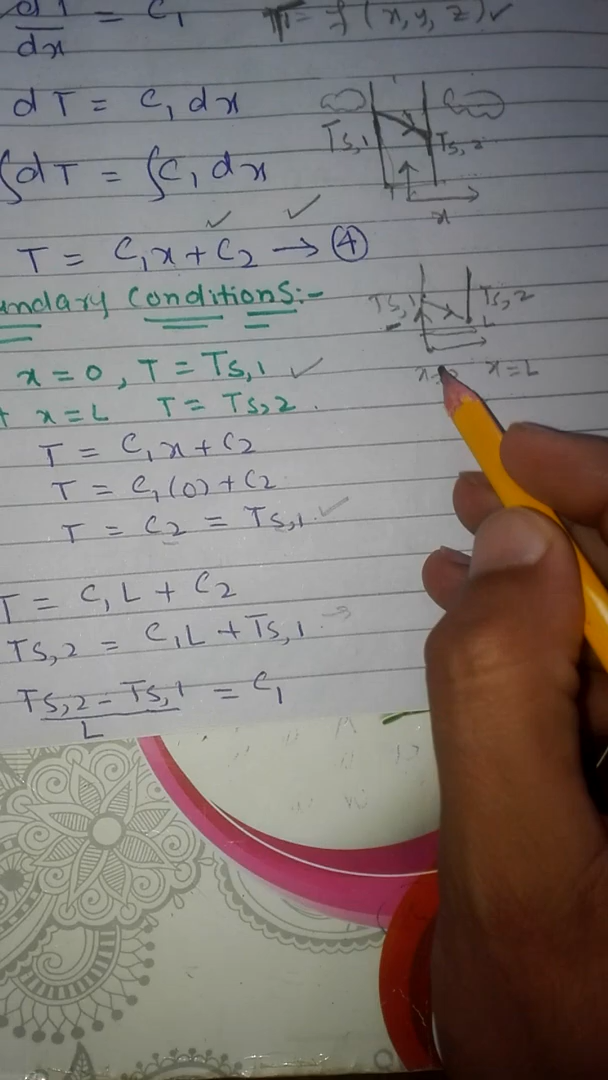 dT/dx = C1
T = f (x, y, z) ✓
dT = C1 dx
∫dT = ∫C1 dx
TS,1 TS,2
x
T = C1x + C2 → ④
undary Conditions:-
TS,1 TS,2
L
x=0 x=L
x = 0, T = TS,1 ✓
t x = L T = TS,2.
T = C1x + C2
T = C1(0) + C2
T = C2 = TS,1. ✓
T = C1L + C2
TS,2 = C1L + TS,1
TS,2 - TS,1 / L = C1